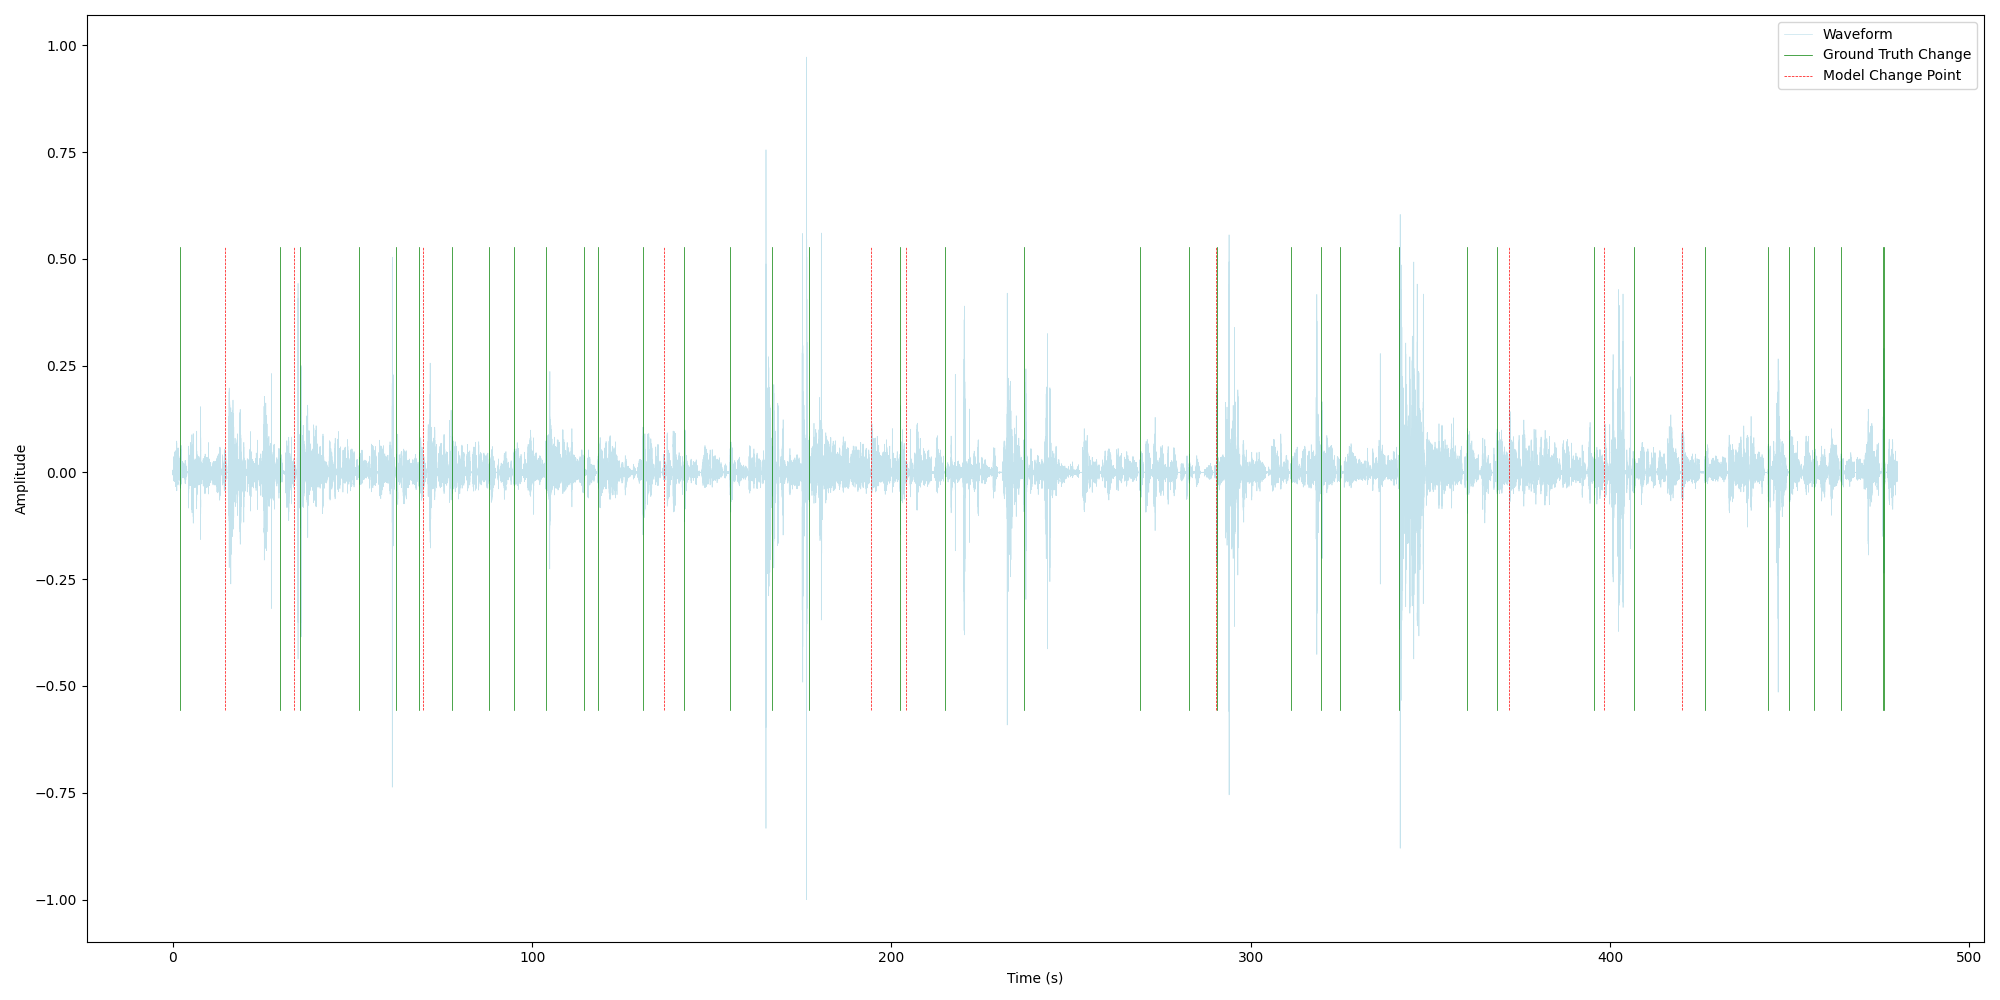 Waveform
Ground Truth Change
Model Change Point
1.00
0.75
0.50
0.25
0.00
−0.25
−0.50
−0.75
−1.00
Amplitude
0 100 200 300 400 500
Time (s)